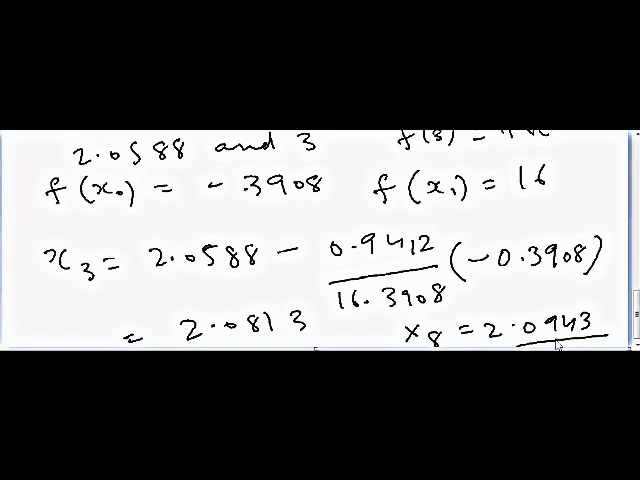 2.0588 and 3 f(3) =
f(x₀) = - .3908 f(x₁) = 16
x₃ = 2.0588 - 0.9412/16.3908 (-0.3908)
= 2.0813 x₈ = 2.0943